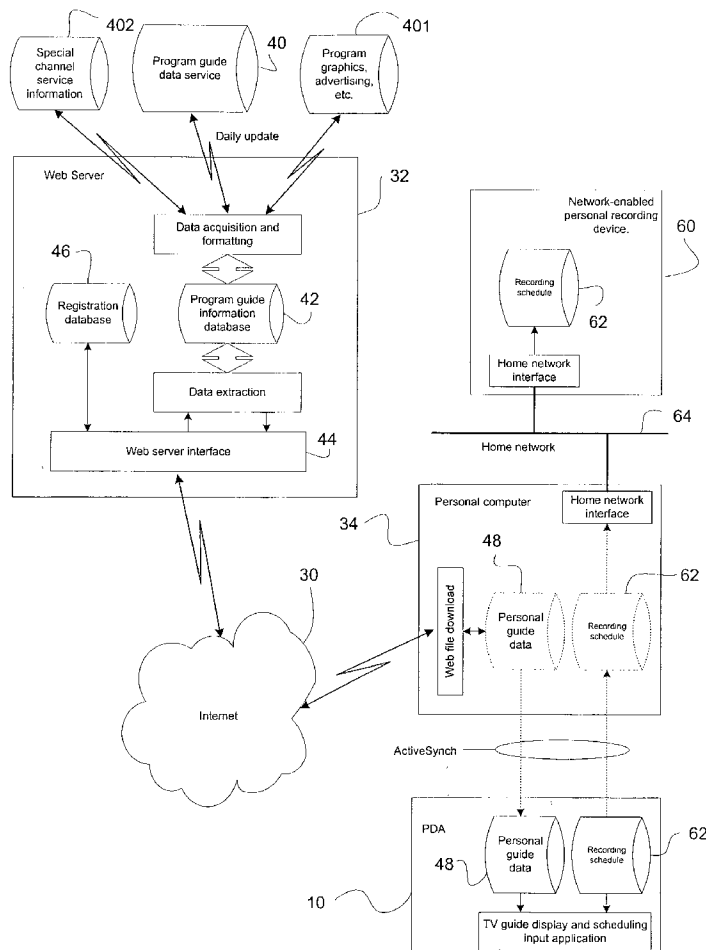 402
40
401
Special
channel
service
information
Program guide
data service
Program
graphics,
advertising,
etc.
Daily update
Web Server
32
Data acquisition and
formatting
46
Registration
database
Program guide
information
database
42
Data extraction
Web server interface
44
Network-enabled
personal recording
device.
60
Recording
schedule
62
Home network
interface
64
Home network
Personal computer
Home network
interface
34
48
62
Web file download
Personal
guide
data
Recording
schedule
30
Internet
ActiveSynch
PDA
Personal
guide
data
48
Recording
schedule
62
10
TV guide display and scheduling
input application